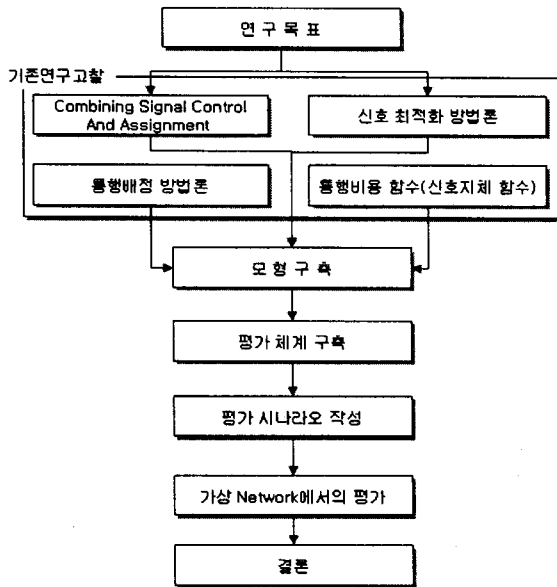 연 구 목 표
기존연구고찰
Combining Signal Control
And Assignment
신호 최적화 방법론
통행배정 방법론
통행비용 함수(신호지체 함수)
모 형 구 축
평가 체계 구축
평가 시나리오 작성
가상 Network에서의 평가
결론